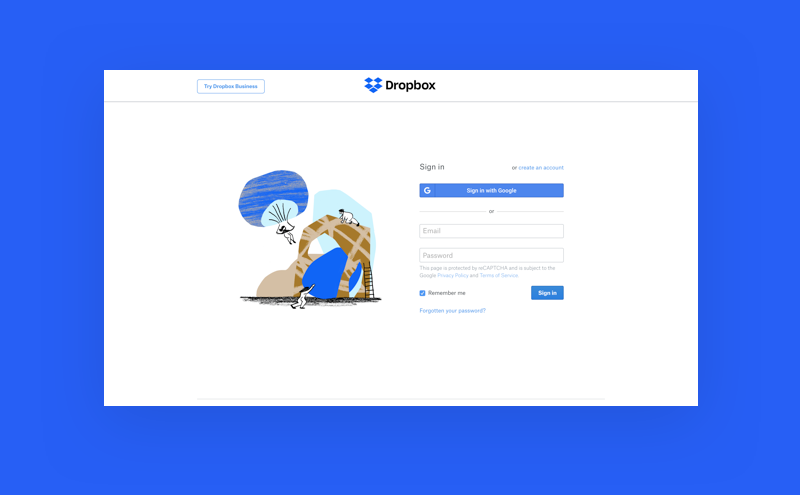 Try Dropbox Business
Dropbox
Sign in
or create an account
G
Sign in with Google
or
Email
Password
This page is protected by reCAPTCHA and is subject to the
Google Privacy Policy and Terms of Service.
Remember me
Sign in
Forgotten your password?